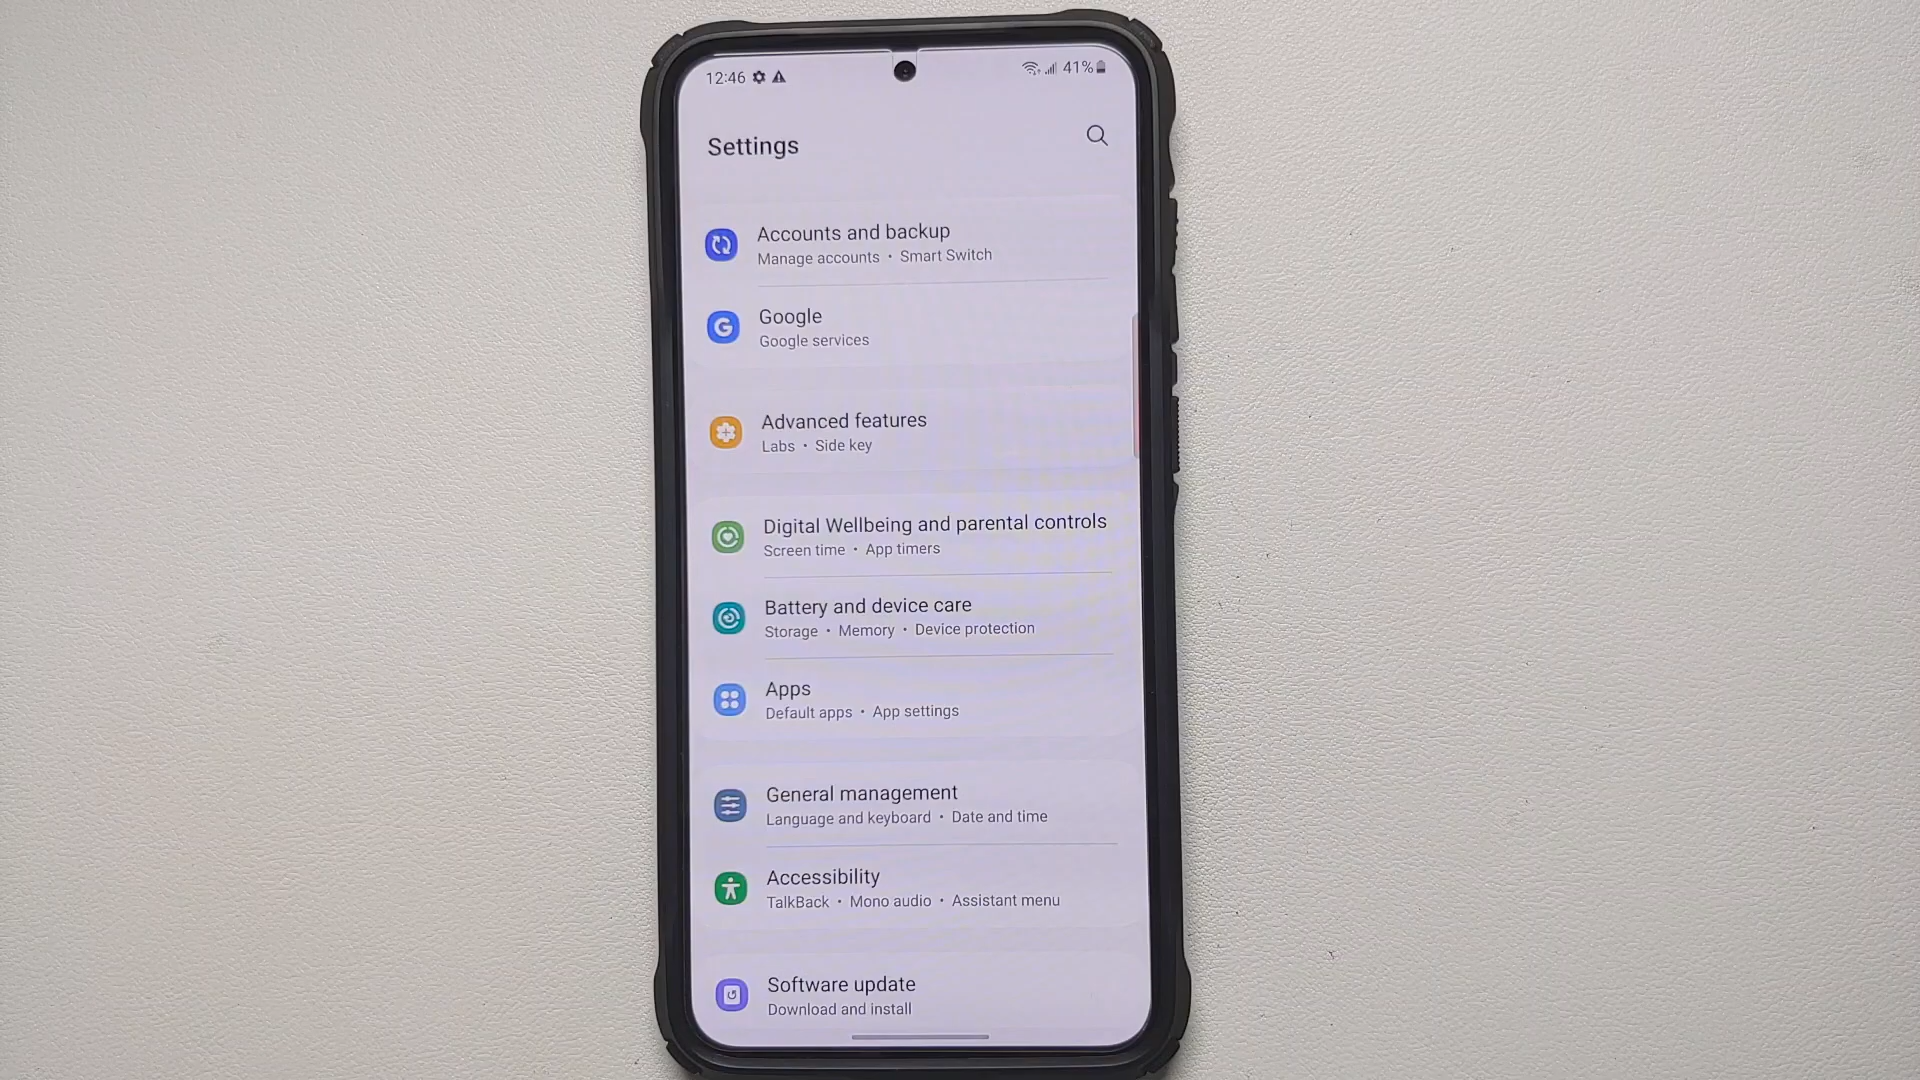 12:46 41%
Settings
Accounts and backup
Manage accounts • Smart Switch
Google
Google services
Advanced features
Labs • Side key
Digital Wellbeing and parental controls
Screen time • App timers
Battery and device care
Storage • Memory • Device protection
Apps
Default apps • App settings
General management
Language and keyboard • Date and time
Accessibility
TalkBack • Mono audio • Assistant menu
Software update
Download and install